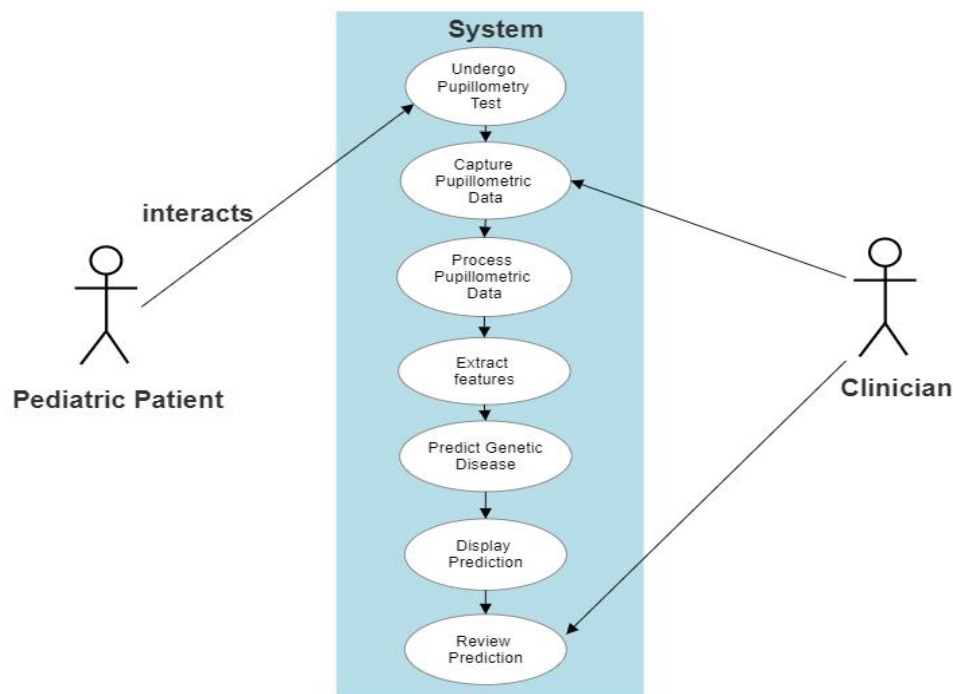 System
Undergo
Pupillometry
Test
Capture
Pupillometric
Data
interacts
Process
Pupillometric
Data
Extract
features
Pediatric Patient
Clinician
Predict Genetic
Disease
Display
Prediction
Review
Prediction